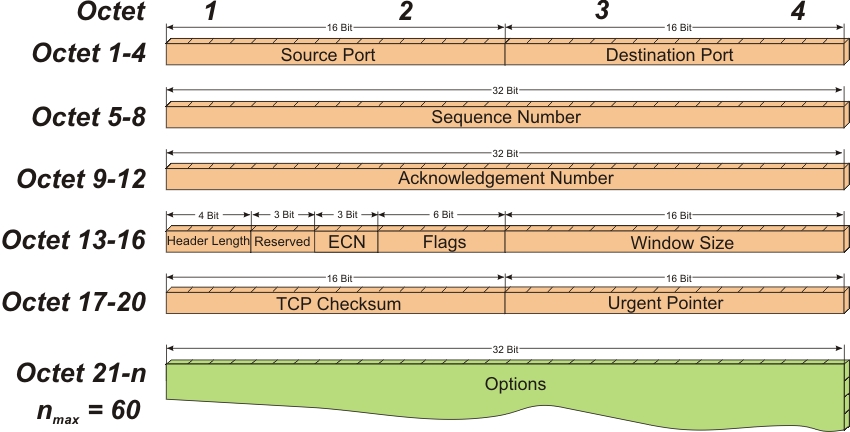 Octet 1 2 3 4
16 Bit 16 Bit
Octet 1-4 Source Port Destination Port
32 Bit
Octet 5-8 Sequence Number
32 Bit
Octet 9-12 Acknowledgement Number
4 Bit 3 Bit 3 Bit 6 Bit 16 Bit
Octet 13-16 Header Length Reserved ECN Flags Window Size
16 Bit 16 Bit
Octet 17-20 TCP Checksum Urgent Pointer
32 Bit
Octet 21-n Options
nmax = 60